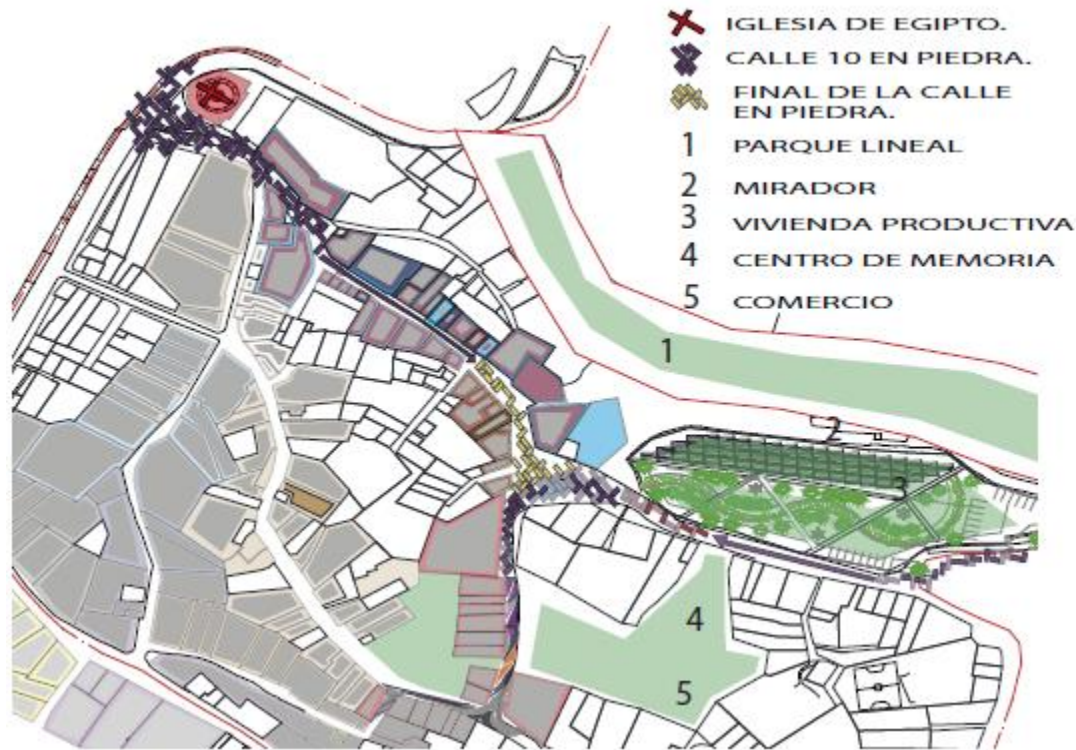 IGLESIA DE EGIPTO.
CALLE 10 EN PIEDRA.
FINAL DE LA CALLE
EN PIEDRA.
1 PARQUE LINEAL
2 MIRADOR
3 VIVIENDA PRODUCTIVA
4 CENTRO DE MEMORIA
5 COMERCIO
1
2
3
4
5